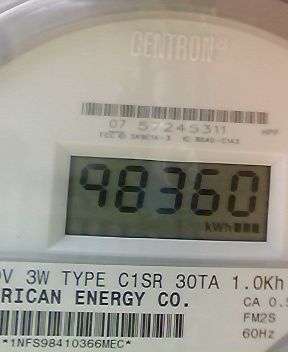 CENTRON®
07 57245311 HPP
98360
kWh
V 3W TYPE C1SR 30TA 1.0Kh
RICAN ENERGY CO.
CA 0.5
FM2S
60Hz
*1NFS98410366MEC*